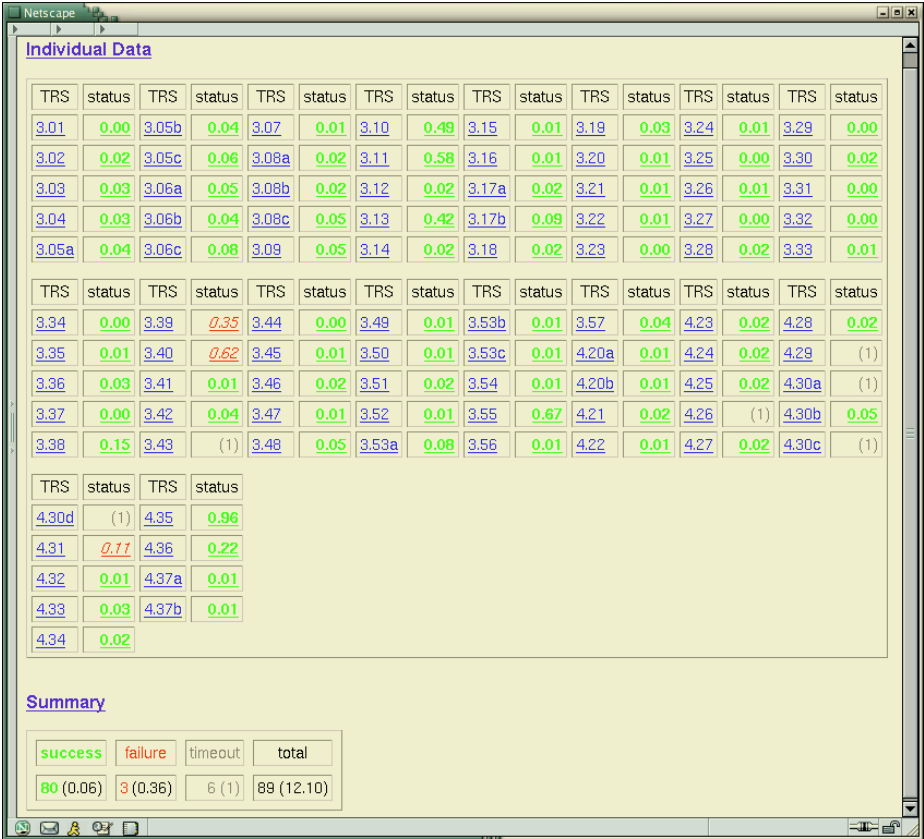 Netscape
Individual Data
TRS status TRS status TRS status TRS status TRS status TRS status TRS status TRS status
3.01 0.00 3.05b 0.04 3.07 0.01 3.10 0.49 3.15 0.01 3.19 0.03 3.24 0.01 3.29 0.00
3.02 0.02 3.05c 0.06 3.08a 0.02 3.11 0.58 3.16 0.01 3.20 0.01 3.25 0.00 3.30 0.02
3.03 0.03 3.06a 0.05 3.08b 0.02 3.12 0.02 3.17a 0.02 3.21 0.01 3.26 0.01 3.31 0.00
3.04 0.03 3.06b 0.04 3.08c 0.05 3.13 0.42 3.17b 0.09 3.22 0.01 3.27 0.00 3.32 0.00
3.05a 0.04 3.06c 0.08 3.09 0.05 3.14 0.02 3.18 0.02 3.23 0.00 3.28 0.02 3.33 0.01
TRS status TRS status TRS status TRS status TRS status TRS status TRS status TRS status
3.34 0.00 3.39 0.35 3.44 0.00 3.49 0.01 3.53b 0.01 3.57 0.04 4.23 0.02 4.28 0.02
3.35 0.01 3.40 0.62 3.45 0.01 3.50 0.01 3.53c 0.01 4.20a 0.01 4.24 0.02 4.29 (1)
3.36 0.03 3.41 0.01 3.46 0.02 3.51 0.02 3.54 0.01 4.20b 0.01 4.25 0.02 4.30a (1)
3.37 0.00 3.42 0.04 3.47 0.01 3.52 0.01 3.55 0.67 4.21 0.02 4.26 (1) 4.30b 0.05
3.38 0.15 3.43 (1) 3.48 0.05 3.53a 0.08 3.56 0.01 4.22 0.01 4.27 0.02 4.30c (1)
TRS status TRS status
4.30d (1) 4.35 0.96
4.31 0.11 4.36 0.22
4.32 0.01 4.37a 0.01
4.33 0.03 4.37b 0.01
4.34 0.02
Summary
success failure timeout total
80 (0.06) 3 (0.36) 6 (1) 89 (12.10)